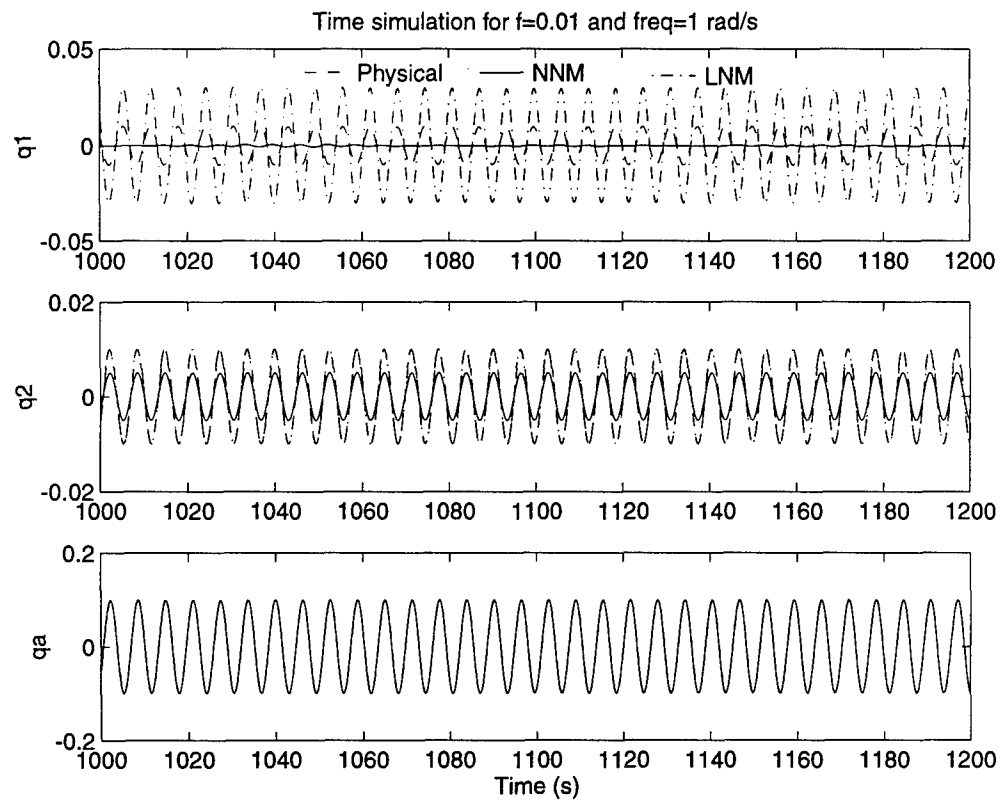 Time simulation for f=0.01 and freq=1 rad/s
0.05
Physical NNM LNM
q1
0
-0.05
1000 1020 1040 1060 1080 1100 1120 1140 1160 1180 1200
0.02
q2
0
-0.02
1000 1020 1040 1060 1080 1100 1120 1140 1160 1180 1200
0.2
qa
0
-0.2
1000 1020 1040 1060 1080 1100 1120 1140 1160 1180 1200
Time (s)